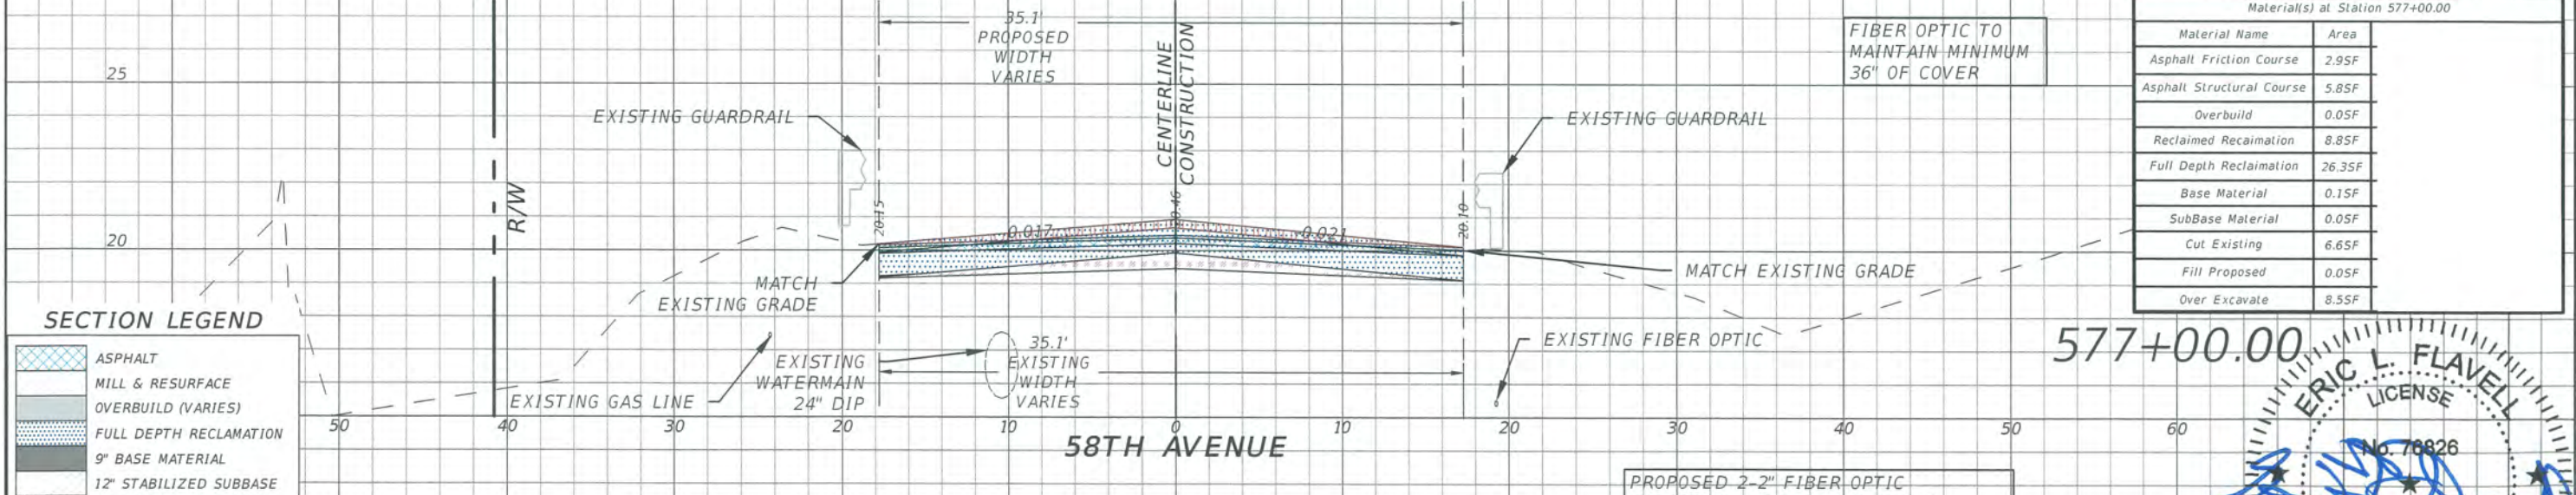 35.1'
PROPOSED
WIDTH
VARIES
CENTERLINE
CONSTRUCTION
FIBER OPTIC TO
MAINTAIN MINIMUM
36" OF COVER
Material(s) at Station 577+00.00
Material Name Area
Asphalt Friction Course 2.9SF
Asphalt Structural Course 5.8SF
Overbuild 0.0SF
Reclaimed Recaimation 8.8SF
Full Depth Reclaimation 26.3SF
Base Material 0.1SF
SubBase Material 0.0SF
Cut Existing 6.6SF
Fill Proposed 0.0SF
Over Excavate 8.5SF
25
20
EXISTING GUARDRAIL
EXISTING GUARDRAIL
R/W
20.15
20.10
0.017
-0.021
MATCH
EXISTING GRADE
MATCH EXISTING GRADE
EXISTING GAS LINE
EXISTING
WATERMAIN
24" DIP
35.1'
EXISTING
WIDTH
VARIES
EXISTING FIBER OPTIC
577+00.00
SECTION LEGEND
ASPHALT
MILL & RESURFACE
OVERBUILD (VARIES)
FULL DEPTH RECLAMATION
9" BASE MATERIAL
12" STABILIZED SUBBASE
50 40 30 20 10 0 10 20 30 40 50 60
58TH AVENUE
PROPOSED 2-2" FIBER OPTIC
ERIC L. FLAVELL
LICENSE
No. 76826